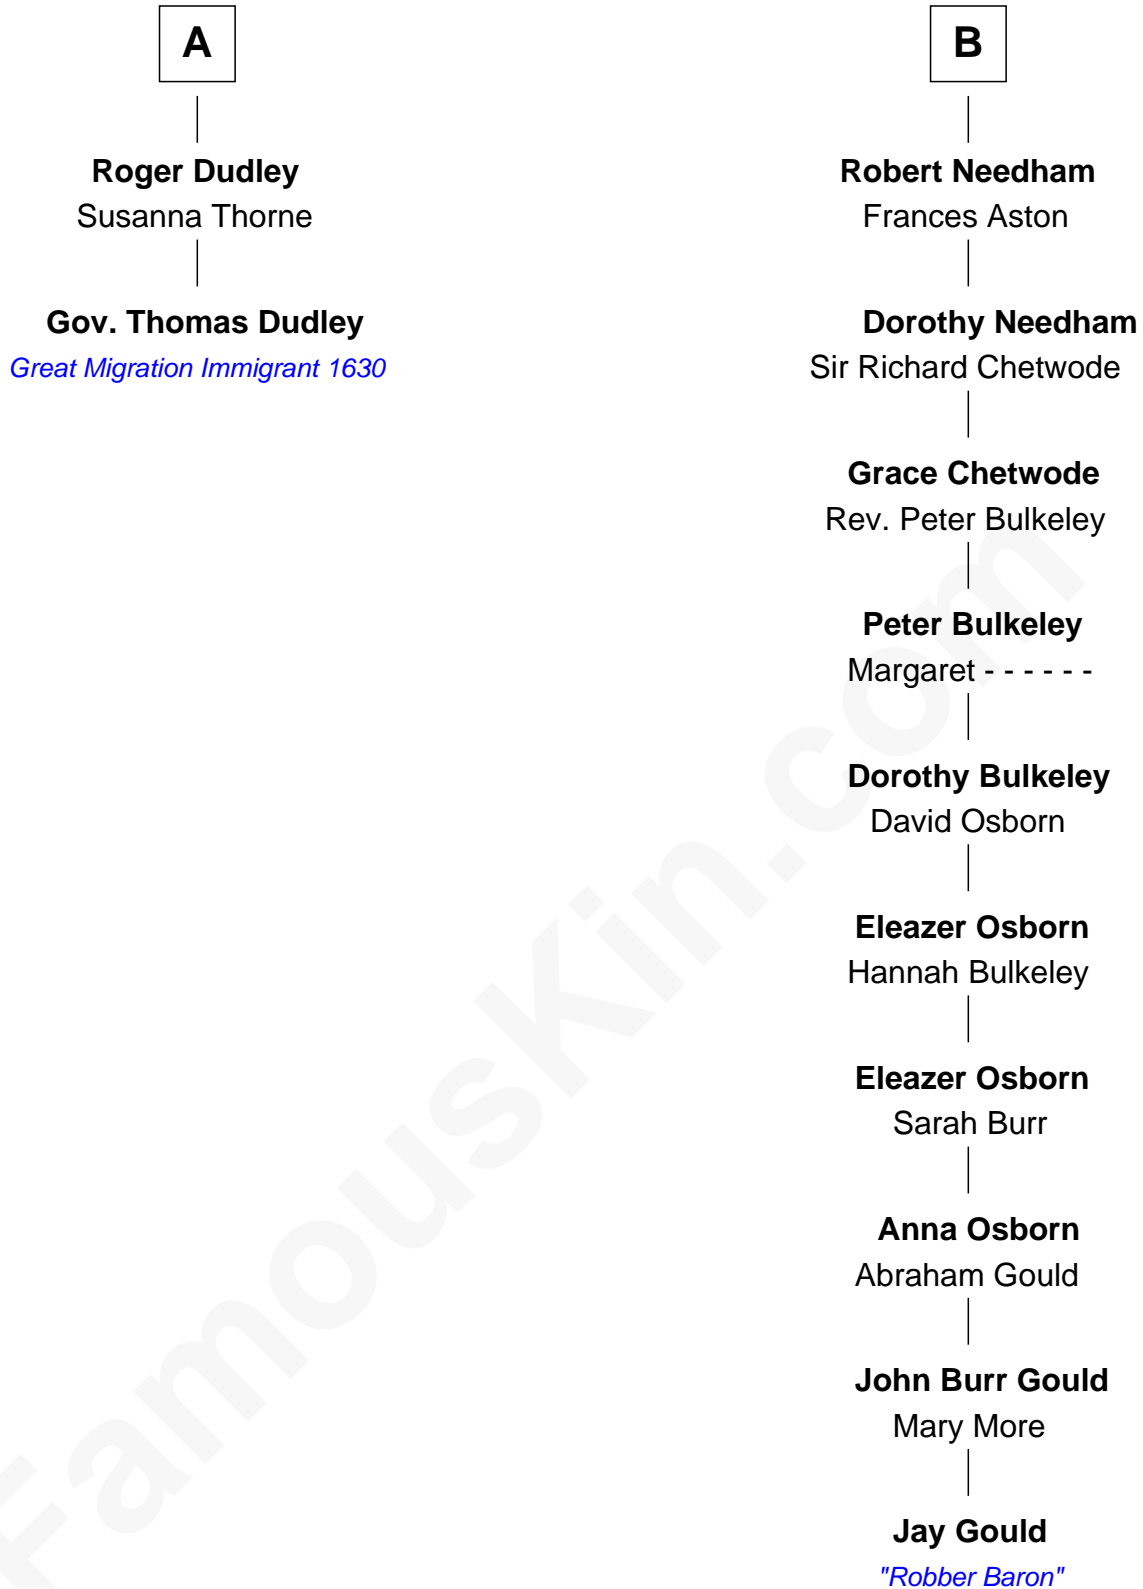 A
Roger Dudley
Susanna Thorne
Gov. Thomas Dudley
Great Migration Immigrant 1630
B
Robert Needham
Frances Aston
Dorothy Needham
Sir Richard Chetwode
Grace Chetwode
Rev. Peter Bulkeley
Peter Bulkeley
Margaret - - - - - -
Dorothy Bulkeley
David Osborn
Eleazer Osborn
Hannah Bulkeley
Eleazer Osborn
Sarah Burr
Anna Osborn
Abraham Gould
John Burr Gould
Mary More
Jay Gould
"Robber Baron"
FamousKin.com